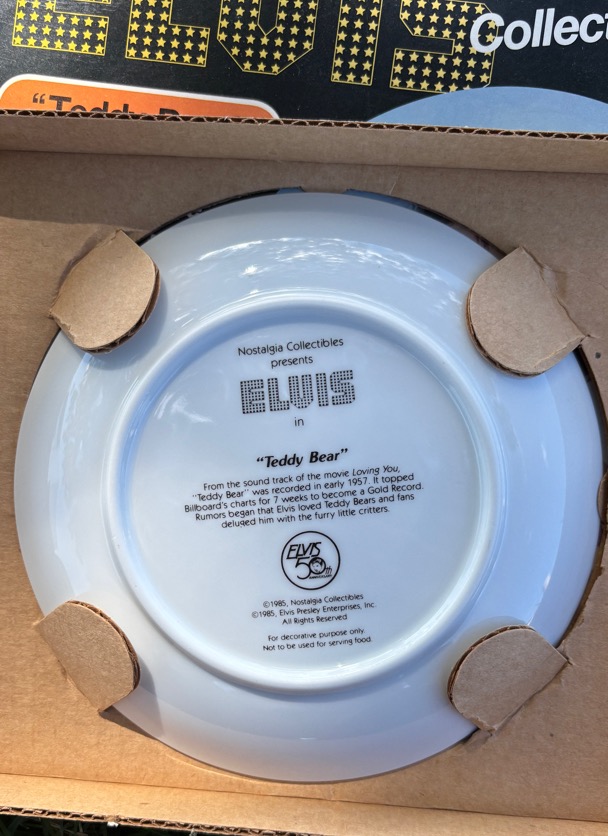 ELVIS
"Teddy
Nostalgia Collectibles
presents
ELVIS
in
"Teddy Bear"
From the sound track of the movie Loving You,
"Teddy Bear" was recorded in early 1957. It topped
Billboard's charts for 7 weeks to become a Gold Record.
Rumors began that Elvis loved Teddy Bears and fans
deluged him with the furry little critters.
ELVIS
50th
©1985, Nostalgia Collectibles
©1985, Elvis Presley Enterprises, Inc.
All Rights Reserved
For decorative purpose only.
Not to be used for serving food.